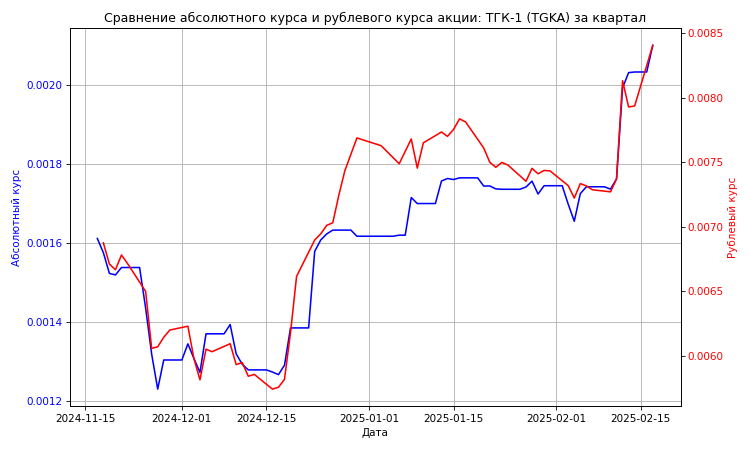 Сравнение абсолютного курса и рублевого курса акции: ТГК-1 (TGKA) за квартал
0.0020
0.0018
0.0016
0.0014
0.0012
Абсолютный курс
0.0085
0.0080
0.0075
0.0070
0.0065
0.0060
Рублевый курс
2024-11-15 2024-12-01 2024-12-15 2025-01-01 2025-01-15 2025-02-01 2025-02-15
Дата